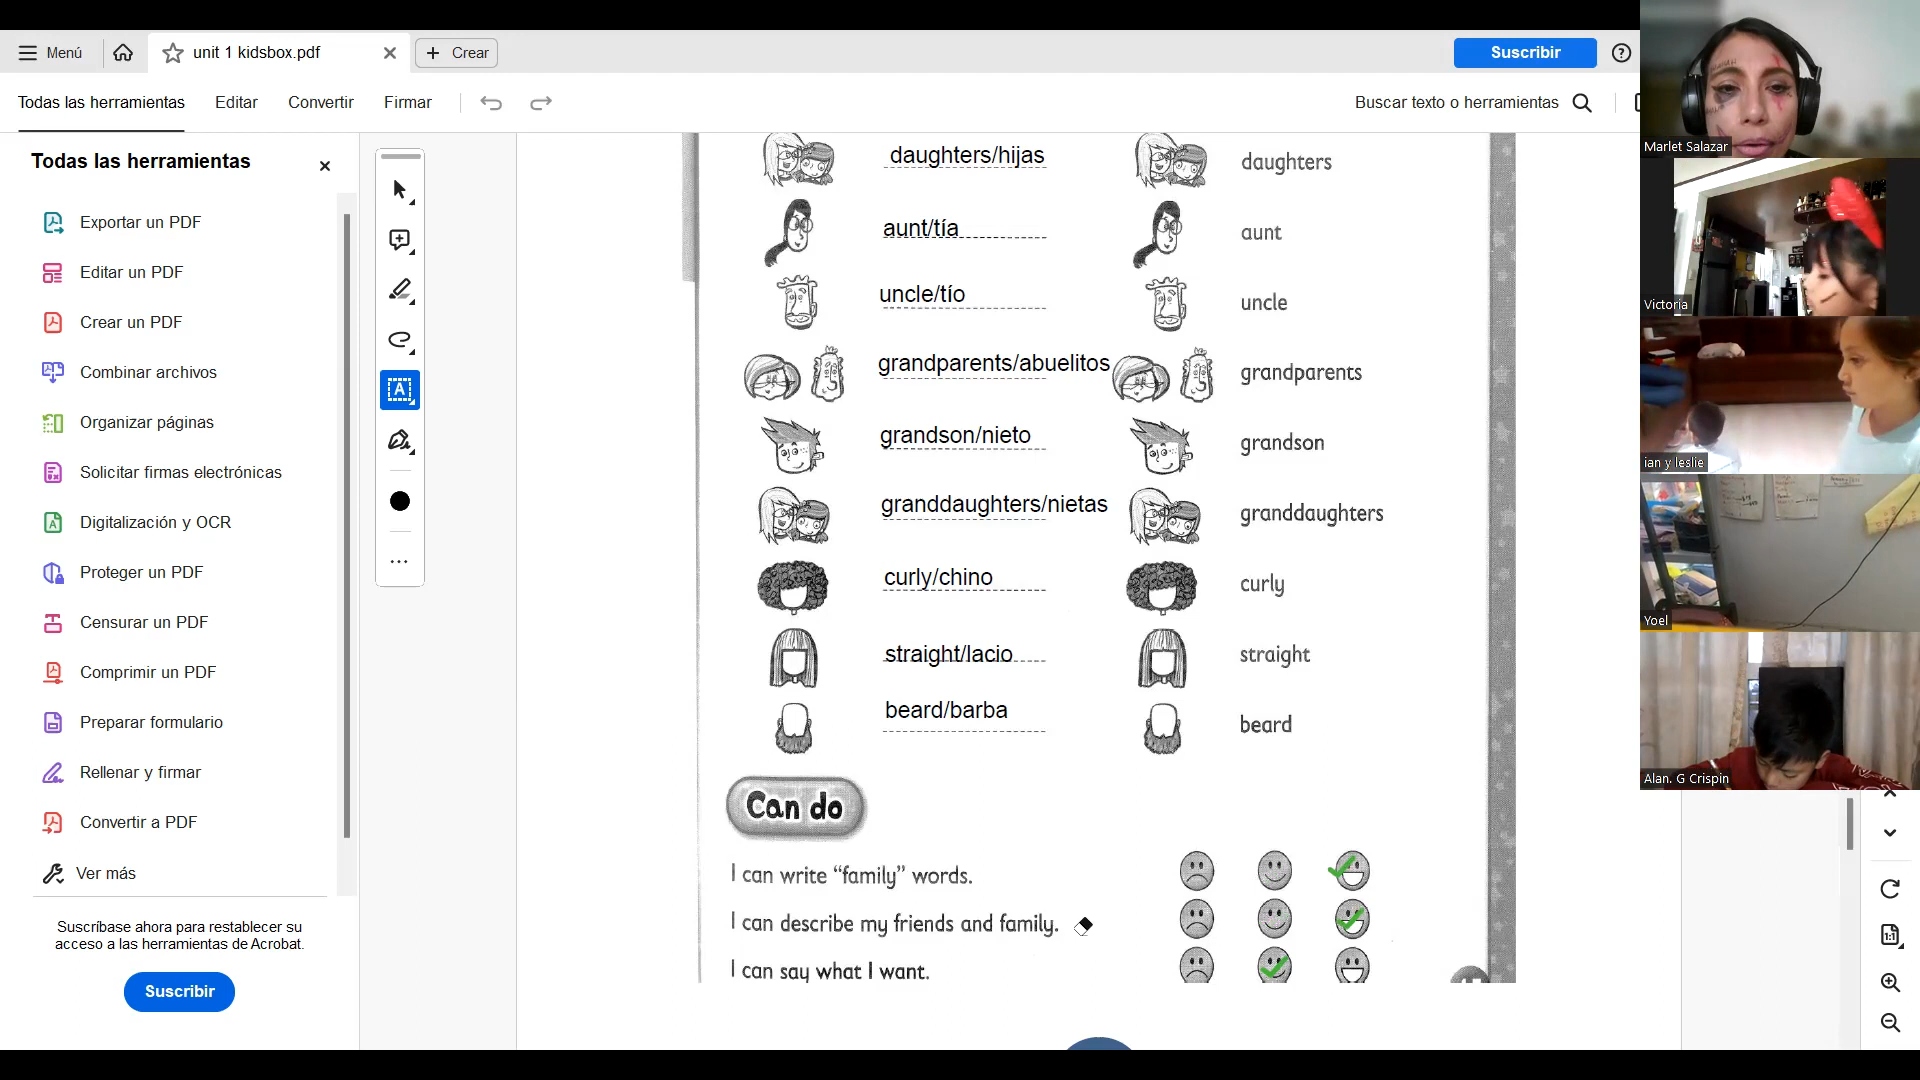 Menú
unit 1 kidsbox.pdf
Crear
Suscribir
Todas las herramientas
Editar
Convertir
Firmar
Buscar texto o herramientas
Todas las herramientas
Exportar un PDF
Editar un PDF
Crear un PDF
Combinar archivos
Organizar páginas
Solicitar firmas electrónicas
Digitalización y OCR
Proteger un PDF
Censurar un PDF
Comprimir un PDF
Preparar formulario
Rellenar y firmar
Convertir a PDF
Ver más
Suscríbase ahora para restablecer su
acceso a las herramientas de Acrobat.
Suscribir
daughters/hijas daughters
aunt/tía aunt
uncle/tío uncle
grandparents/abuelitos grandparents
grandson/nieto grandson
granddaughters/nietas granddaughters
curly/chino curly
straight/lacio straight
beard/barba beard
Can do
I can write “family” words.
I can describe my friends and family.
I can say what I want.
Marlet Salazar
Victoria
ian y leslie
Yoel
Alan. G Crispin